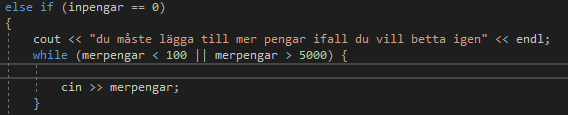 else if (inpengar == 0)
{
cout << "du måste lägga till mer pengar ifall du vill betta igen" << endl;
while (merpengar < 100 || merpengar > 5000) {
cin >> merpengar;
}